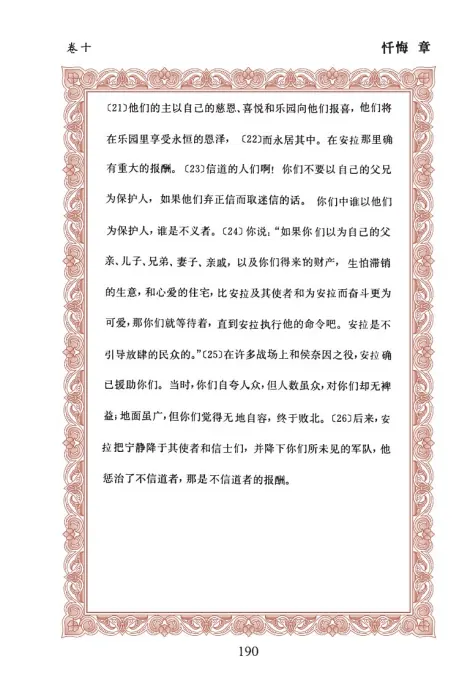 卷十
忏悔 章
〔21〕他们的主以自己的慈恩、喜悦和乐园向他们报喜，他们将
在乐园里享受永恒的恩泽，〔22〕而永居其中。在安拉那里确
有重大的报酬。〔23〕信道的人们啊！你们不要以自己的父兄
为保护人，如果他们弃正信而取迷信的话。你们中谁以他们
为保护人，谁是不义者。〔24〕你说：“如果你们以为自己的父
亲、儿子、兄弟、妻子、亲戚，以及你们得来的财产，生怕滞销
的生意，和心爱的住宅，比安拉及其使者和为安拉而奋斗更为
可爱，那你们就等待着，直到安拉执行他的命令吧。安拉是不
引导放肆的民众的。”〔25〕在许多战场上和侯奈因之役，安拉确
已援助你们。当时，你们自夸人众，但人数虽众，对你们却无裨
益；地面虽广，但你们觉得无地自容，终于败北。〔26〕后来，安
拉把宁静降于其使者和信士们，并降下你们所未见的军队，他
惩治了不信道者，那是不信道者的报酬。
190